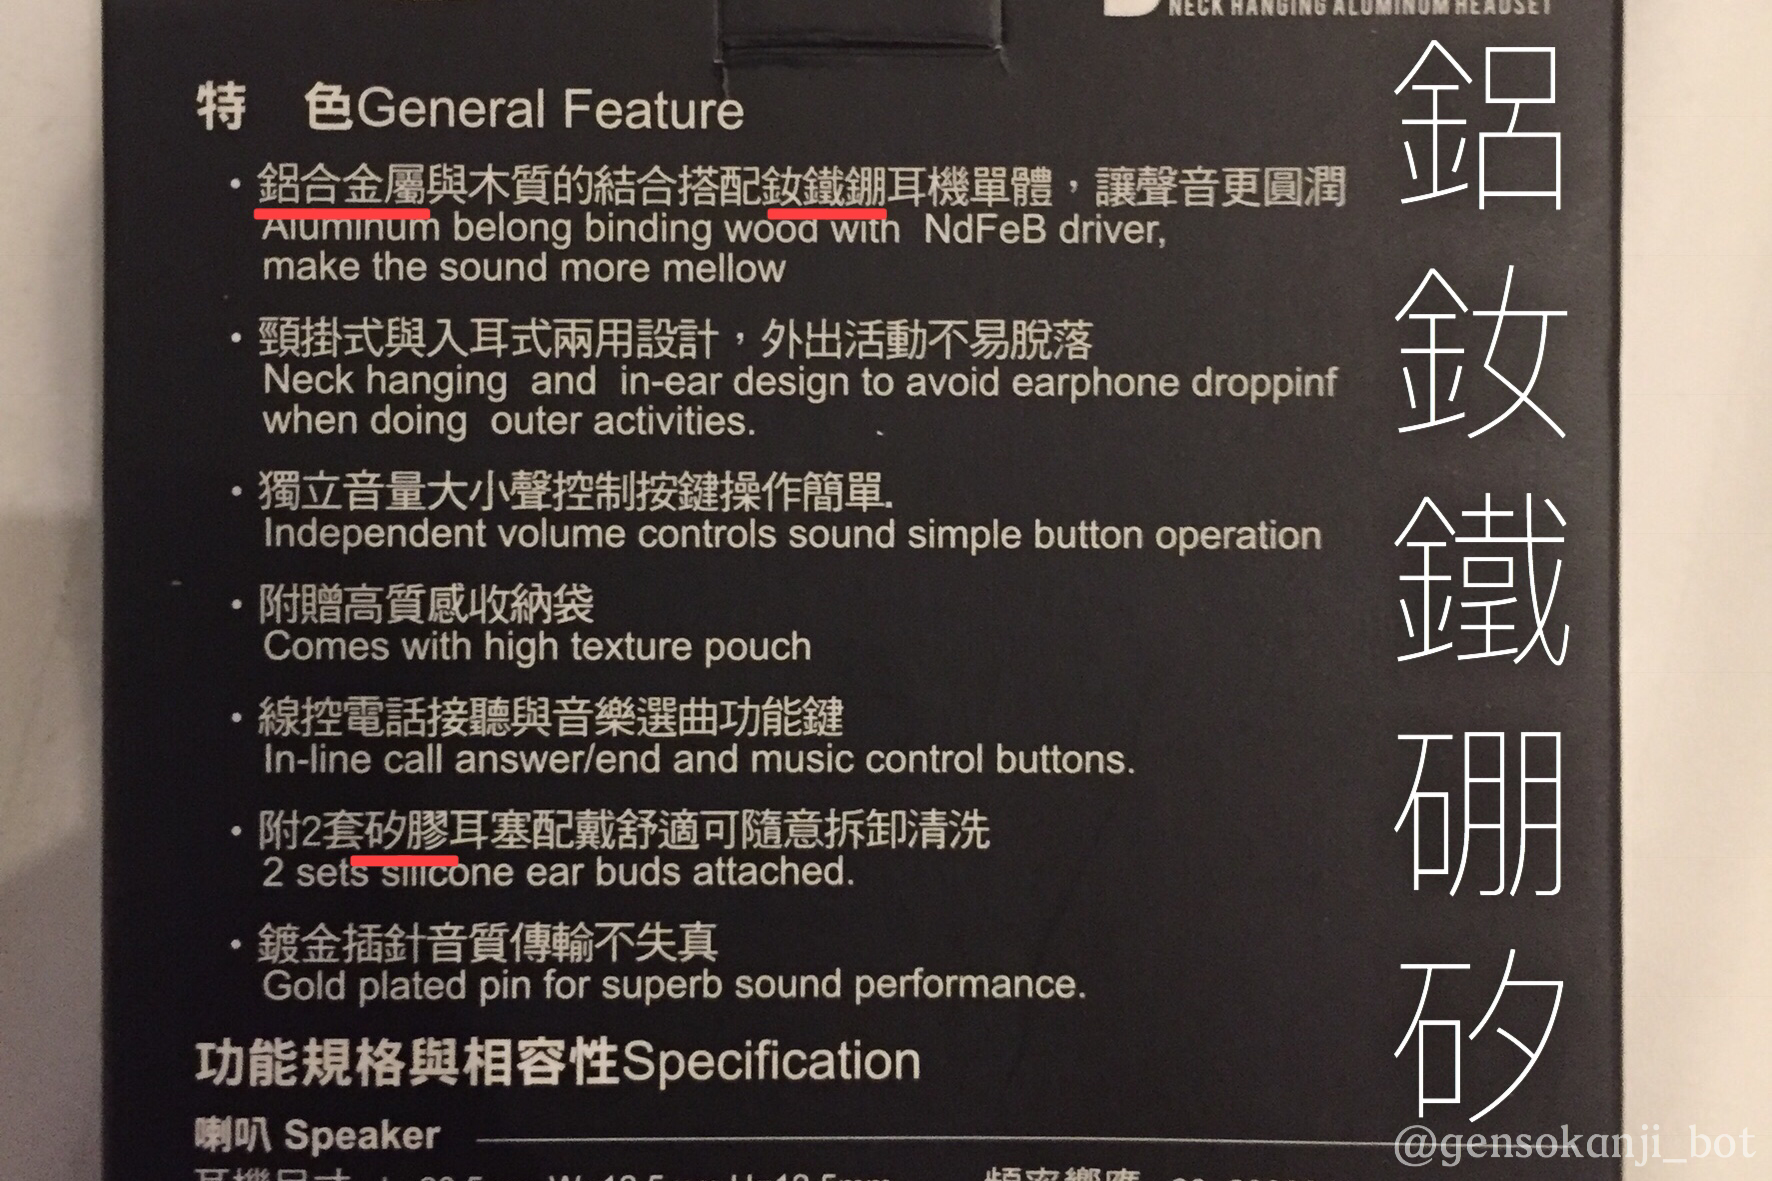 NECK HANGING ALUMINUM HEADSET
特 色General Feature
・鋁合金屬與木質的結合搭配釹鐵錋耳機單體，讓聲音更圓潤
Aluminum belong binding wood with NdFeB driver,
make the sound more mellow
・頸掛式與入耳式兩用設計，外出活動不易脫落
Neck hanging and in-ear design to avoid earphone droppinf
when doing outer activities.
・獨立音量大小聲控制按鍵操作簡單.
Independent volume controls sound simple button operation
・附贈高質感收納袋
Comes with high texture pouch
・線控電話接聽與音樂選曲功能鍵
In-line call answer/end and music control buttons.
・附2套矽膠耳塞配戴舒適可隨意拆卸清洗
2 sets silicone ear buds attached.
・鍍金插針音質傳輸不失真
Gold plated pin for superb sound performance.
功能規格與相容性Specification
喇叭 Speaker
耳機尺寸 頻率響應
鋁
釹
鐵
硼
矽
@gensokanji_bot